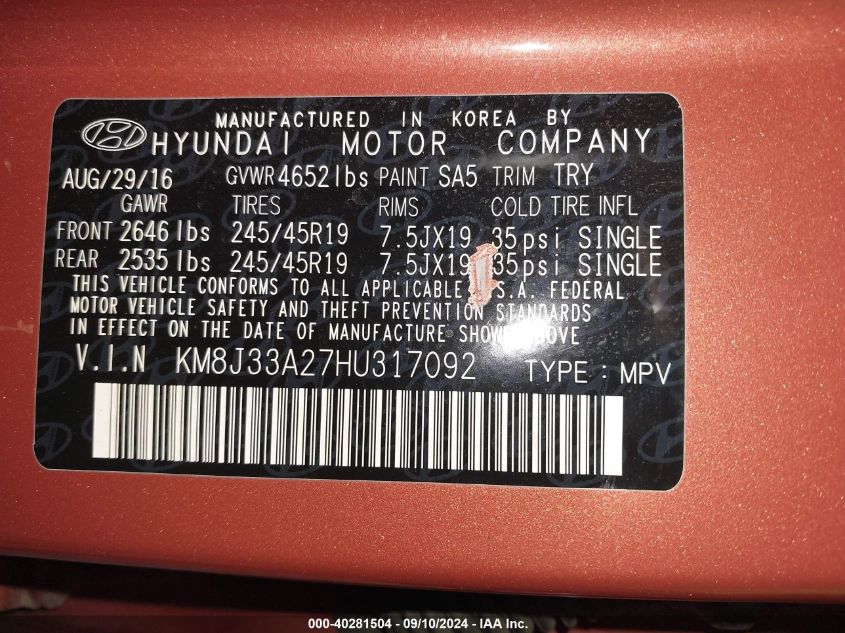 MANUFACTURED IN KOREA BY
HYUNDAI MOTOR COMPANY
AUG/29/16 GVWR 4652 lbs PAINT SA5 TRIM TRY
GAWR TIRES RIMS COLD TIRE INFL
FRONT 2646 lbs 245/45R19 7.5JX19 35psi SINGLE
REAR 2535 lbs 245/45R19 7.5JX19 35psi SINGLE
THIS VEHICLE CONFORMS TO ALL APPLICABLE S.A. FEDERAL
MOTOR VEHICLE SAFETY AND THEFT PREVENTION STANDARDS
IN EFFECT ON THE DATE OF MANUFACTURE SHOWN ABOVE
V.I.N KM8J33A27HU317092 TYPE : MPV
000-40281504 - 09/10/2024 - IAA Inc.